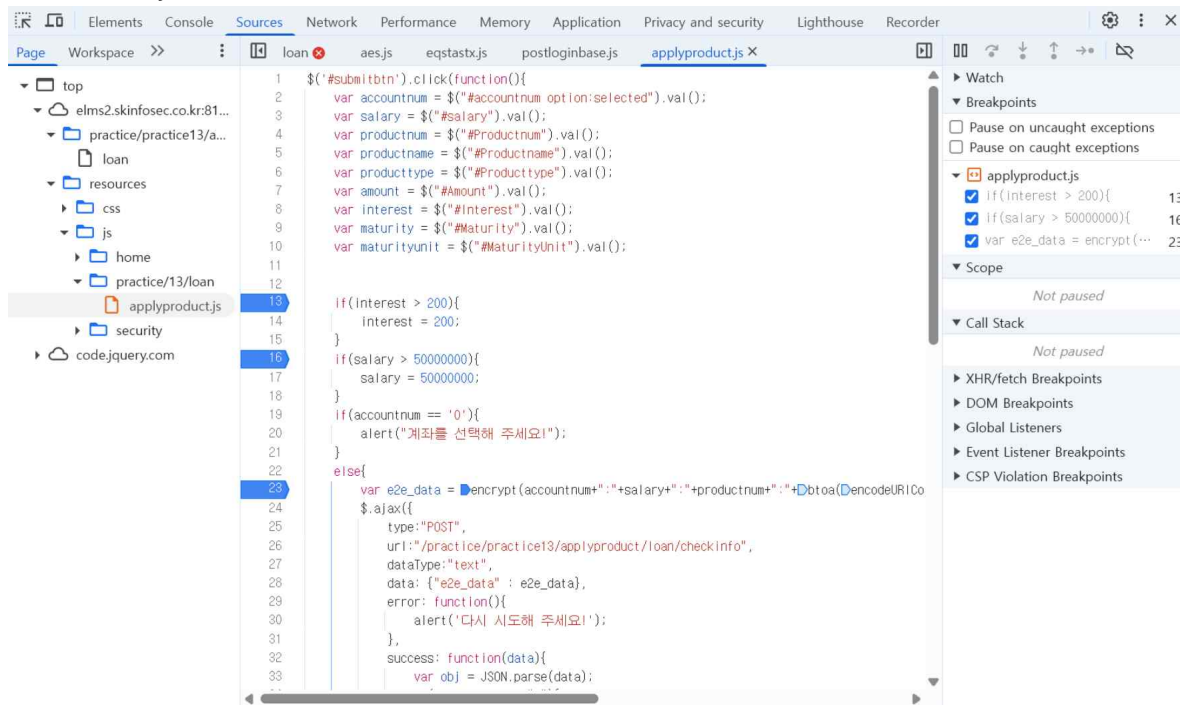 Elements Console Sources Network Performance Memory Application Privacy and security Lighthouse Recorder
Page Workspace
loan aes.js eqstastx.js postloginbase.js applyproduct.js
top
elms2.skinfosec.co.kr:81...
practice/practice13/a...
loan
resources
css
js
home
practice/13/loan
applyproduct.js
security
code.jquery.com
1 $('#submitbtn').click(function(){
2 var accountnum = $("#accountnum option:selected").val();
3 var salary = $("#salary").val();
4 var productnum = $("#Productnum").val();
5 var productname = $("#Productname").val();
6 var producttype = $("#Producttype").val();
7 var amount = $("#Amount").val();
8 var interest = $("#Interest").val();
9 var maturity = $("#Maturity").val();
10 var maturityunit = $("#MaturityUnit").val();
11
12
13 if(interest > 200){
14 interest = 200;
15 }
16 if(salary > 50000000){
17 salary = 50000000;
18 }
19 if(accountnum == '0'){
20 alert("계좌를 선택해 주세요!");
21 }
22 else{
23 var e2e_data = encrypt(accountnum+":"+salary+":"+productnum+":"+btoa(encodeURICo
24 $.ajax({
25 type:"POST",
26 url:"/practice/practice13/applyproduct/loan/checkinfo",
27 dataType:"text",
28 data: {"e2e_data" : e2e_data},
29 error: function(){
30 alert('다시 시도해 주세요!');
31 },
32 success: function(data){
33 var obj = JSON.parse(data);
Watch
Breakpoints
Pause on uncaught exceptions
Pause on caught exceptions
applyproduct.js
if(interest > 200){ 13
if(salary > 50000000){ 16
var e2e_data = encrypt(⋯ 23
Scope
Not paused
Call Stack
Not paused
XHR/fetch Breakpoints
DOM Breakpoints
Global Listeners
Event Listener Breakpoints
CSP Violation Breakpoints